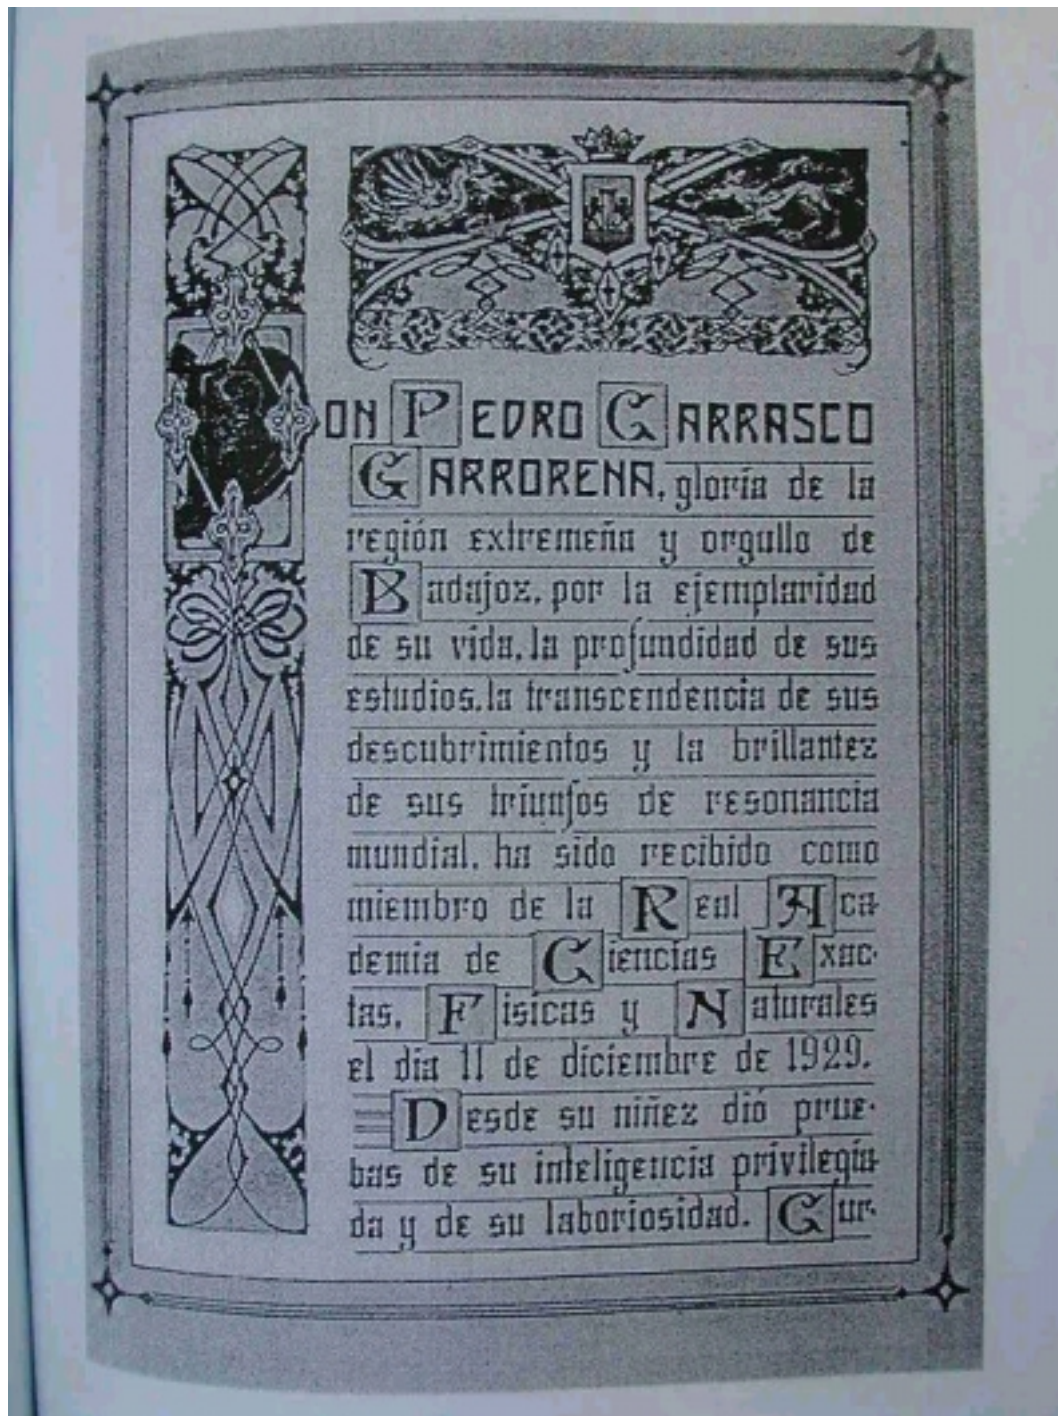 DON PEDRO CARRASCO
GARRORENA, gloria de la
región extremeña y orgullo de
Badajoz, por la ejemplaridad
de su vida, la profundidad de sus
estudios, la transcendencia de sus
descubrimientos y la brillantez
de sus triunfos de resonancia
mundial, ha sido recibido como
miembro de la Real Aca-
demia de Ciencias Exac-
tas, Fisicas y Naturales
el dia 11 de diciembre de 1929.
Desde su niñez dió prue-
bas de su inteligencia privilegia-
da y de su laboriosidad. Cur-